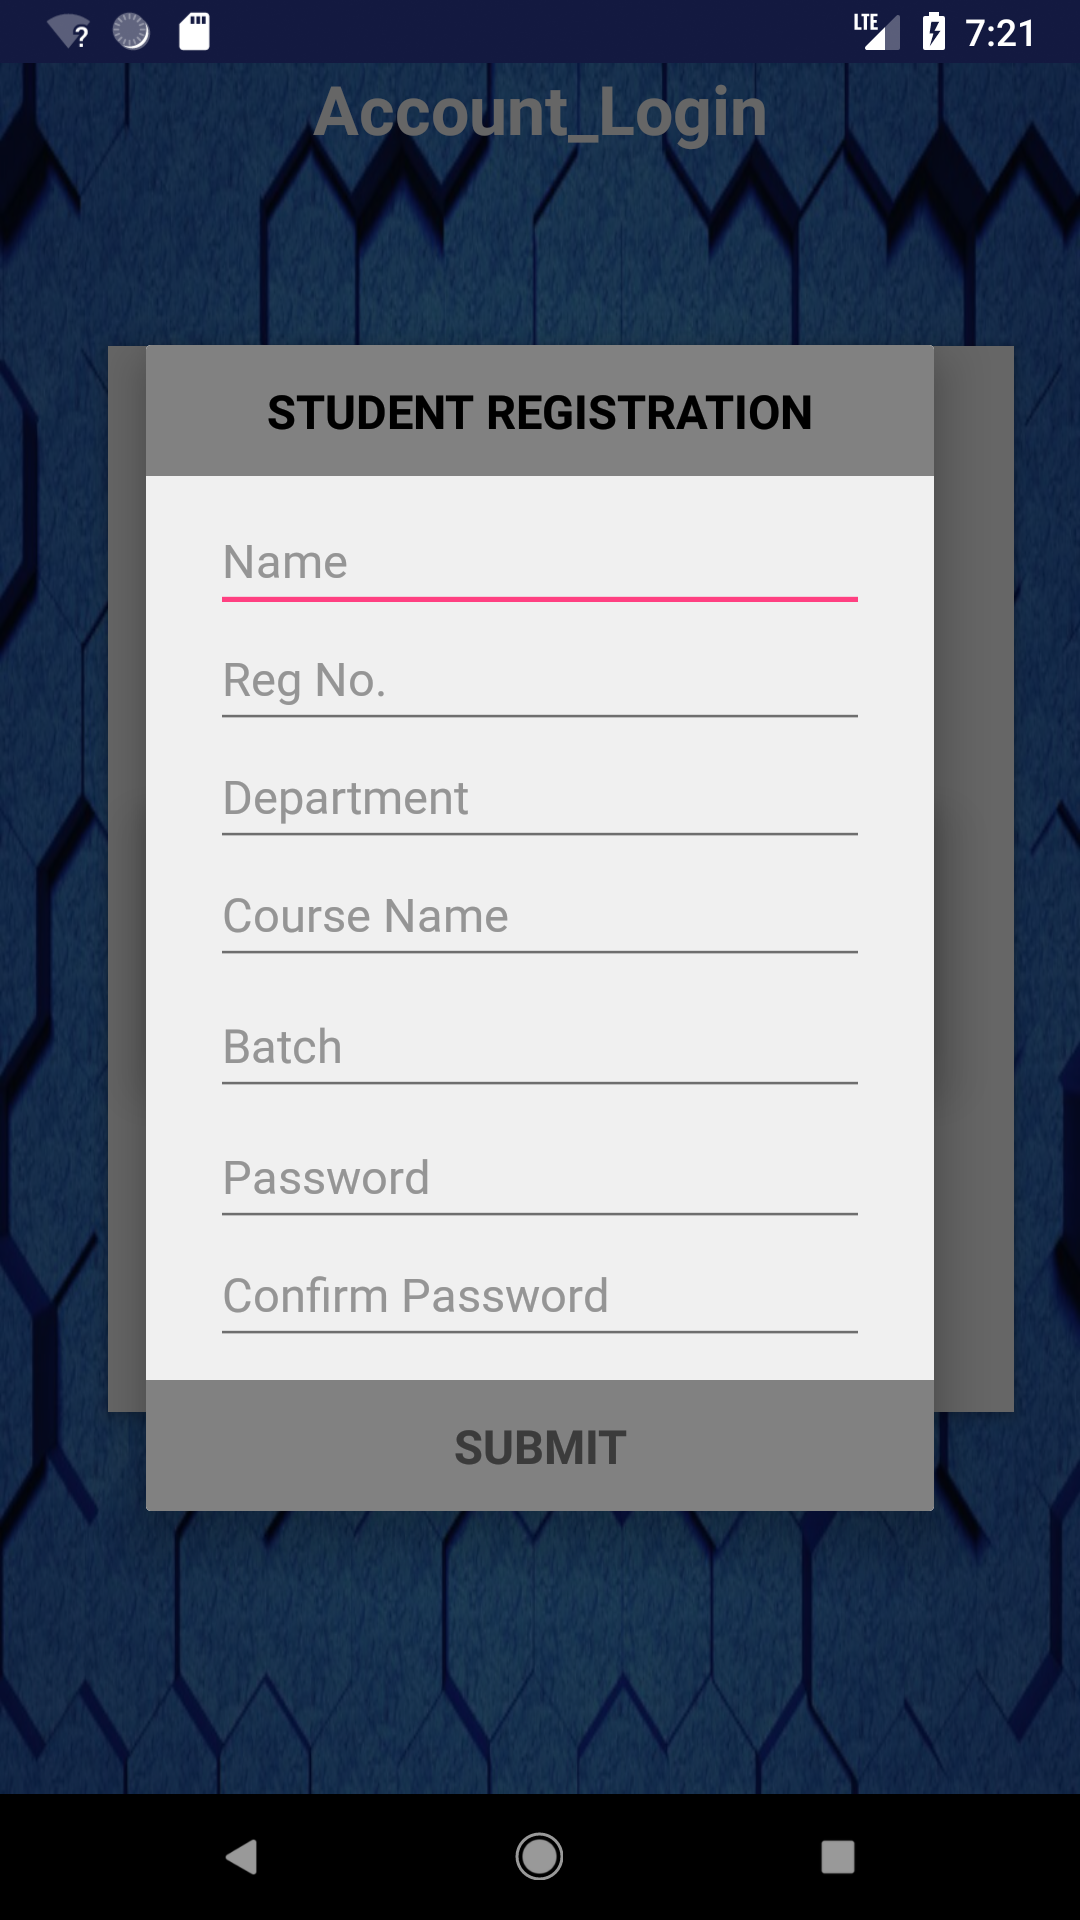 LTE 7:21
Account_Login
STUDENT REGISTRATION
Name
Reg No.
Department
Course Name
Batch
Password
Confirm Password
SUBMIT